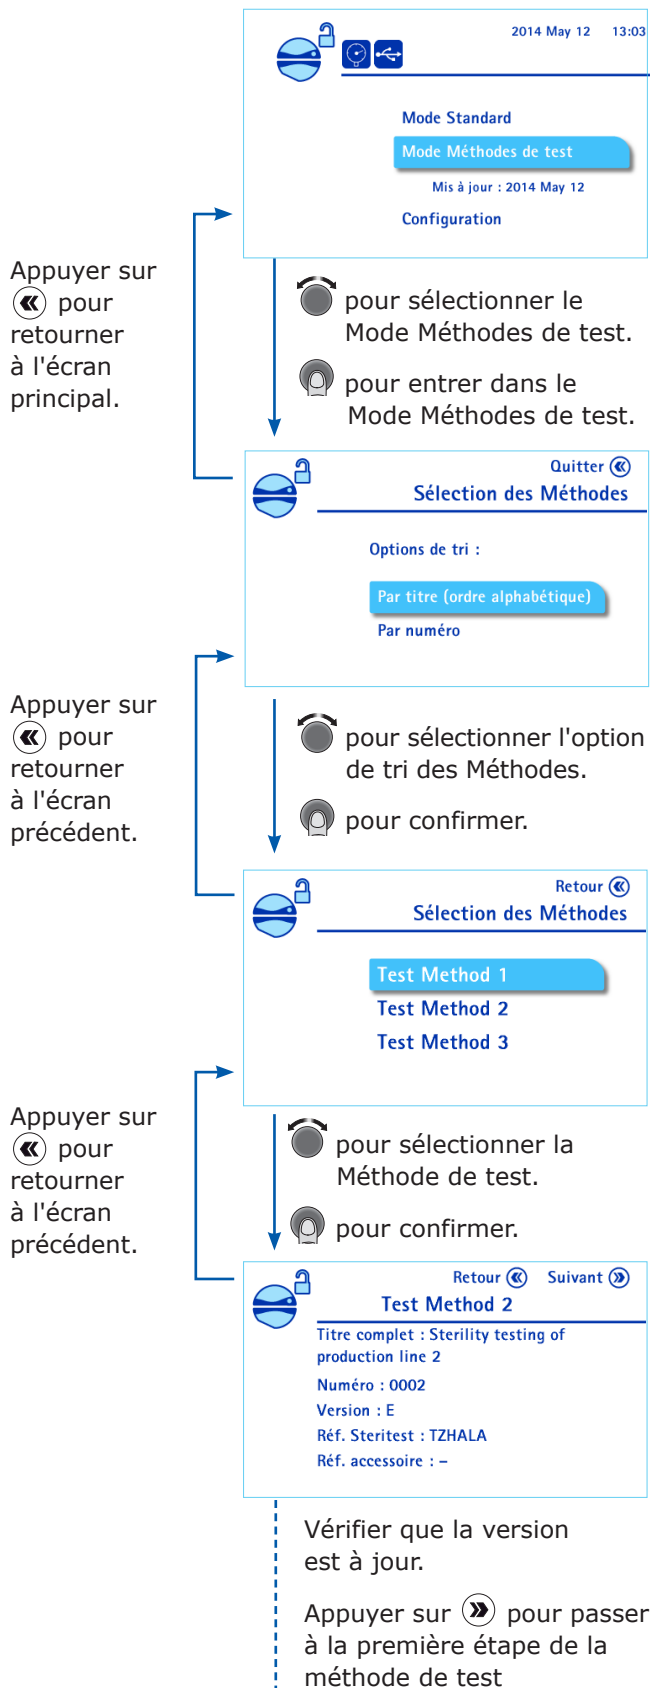 2014 May 12 13:03
Mode Standard
Mode Méthodes de test
Mis à jour : 2014 May 12
Configuration
Appuyer sur
pour
retourner
à l'écran
principal.
pour sélectionner le
Mode Méthodes de test.
pour entrer dans le
Mode Méthodes de test.
Quitter
Sélection des Méthodes
Options de tri :
Par titre (ordre alphabétique)
Par numéro
Appuyer sur
pour
retourner
à l'écran
précédent.
pour sélectionner l'option
de tri des Méthodes.
pour confirmer.
Retour
Sélection des Méthodes
Test Method 1
Test Method 2
Test Method 3
Appuyer sur
pour
retourner
à l'écran
précédent.
pour sélectionner la
Méthode de test.
pour confirmer.
Retour Suivant
Test Method 2
Titre complet : Sterility testing of
production line 2
Numéro : 0002
Version : E
Réf. Steritest : TZHALA
Réf. accessoire : –
Vérifier que la version
est à jour.
Appuyer sur pour passer
à la première étape de la
méthode de test